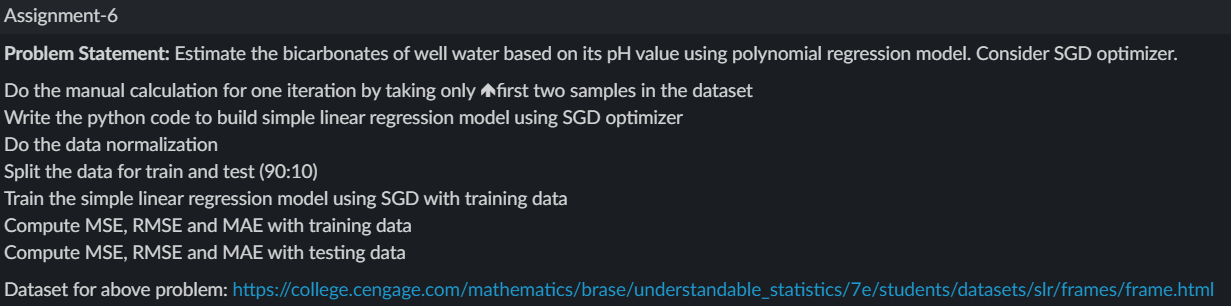 Assignment-6
Problem Statement: Estimate the bicarbonates of well water based on its pH value using polynomial regression model. Consider SGD optimizer.
Do the manual calculation for one iteration by taking only first two samples in the dataset
Write the python code to build simple linear regression model using SGD optimizer
Do the data normalization
Split the data for train and test (90:10)
Train the simple linear regression model using SGD with training data
Compute MSE, RMSE and MAE with training data
Compute MSE, RMSE and MAE with testing data
Dataset for above problem: https://college.cengage.com/mathematics/brase/understandable_statistics/7e/students/datasets/slr/frames/frame.html